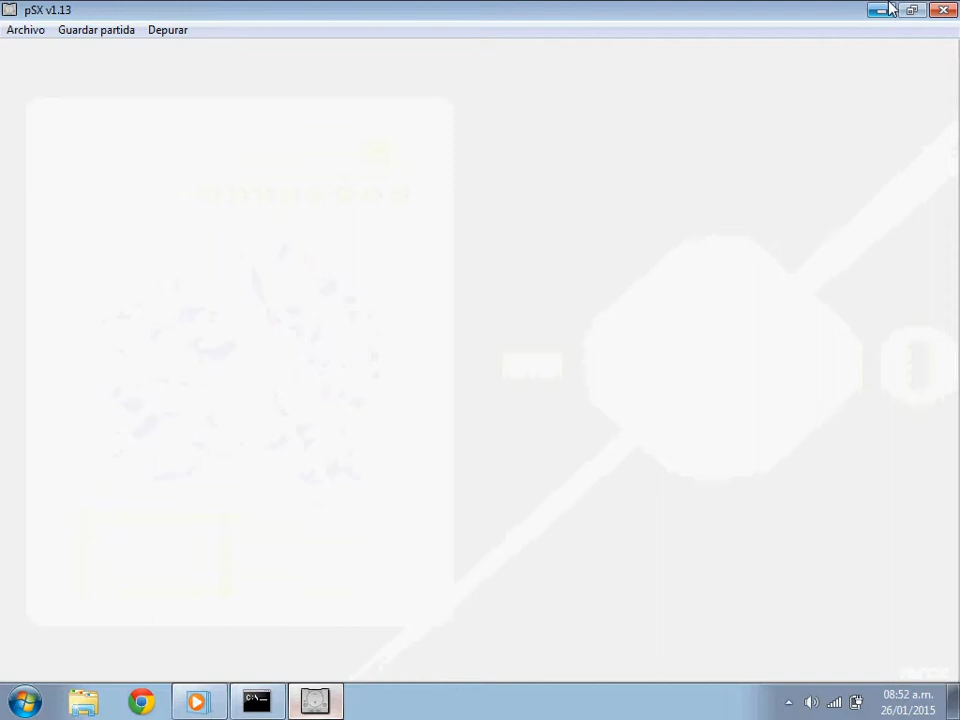 pSX v1.13
Archivo Guardar partida Depurar
C:\_
08:52 a.m.
26/01/2015